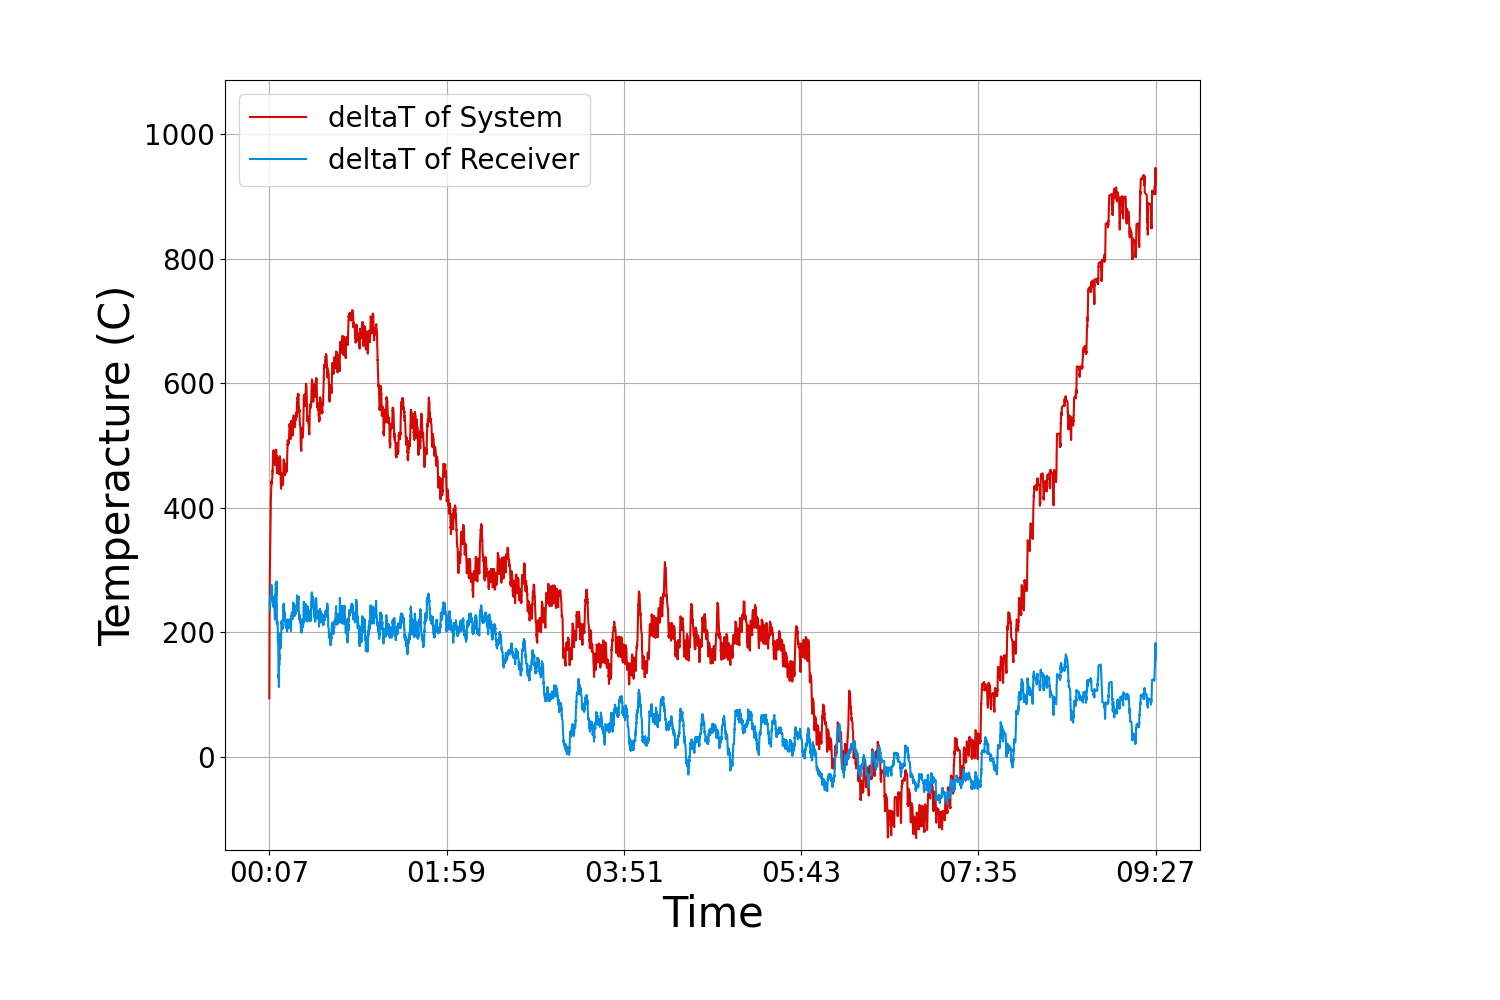 deltaT of System
deltaT of Receiver
1000
800
600
400
200
0
Temperacture (C)
00:07 01:59 03:51 05:43 07:35 09:27
Time